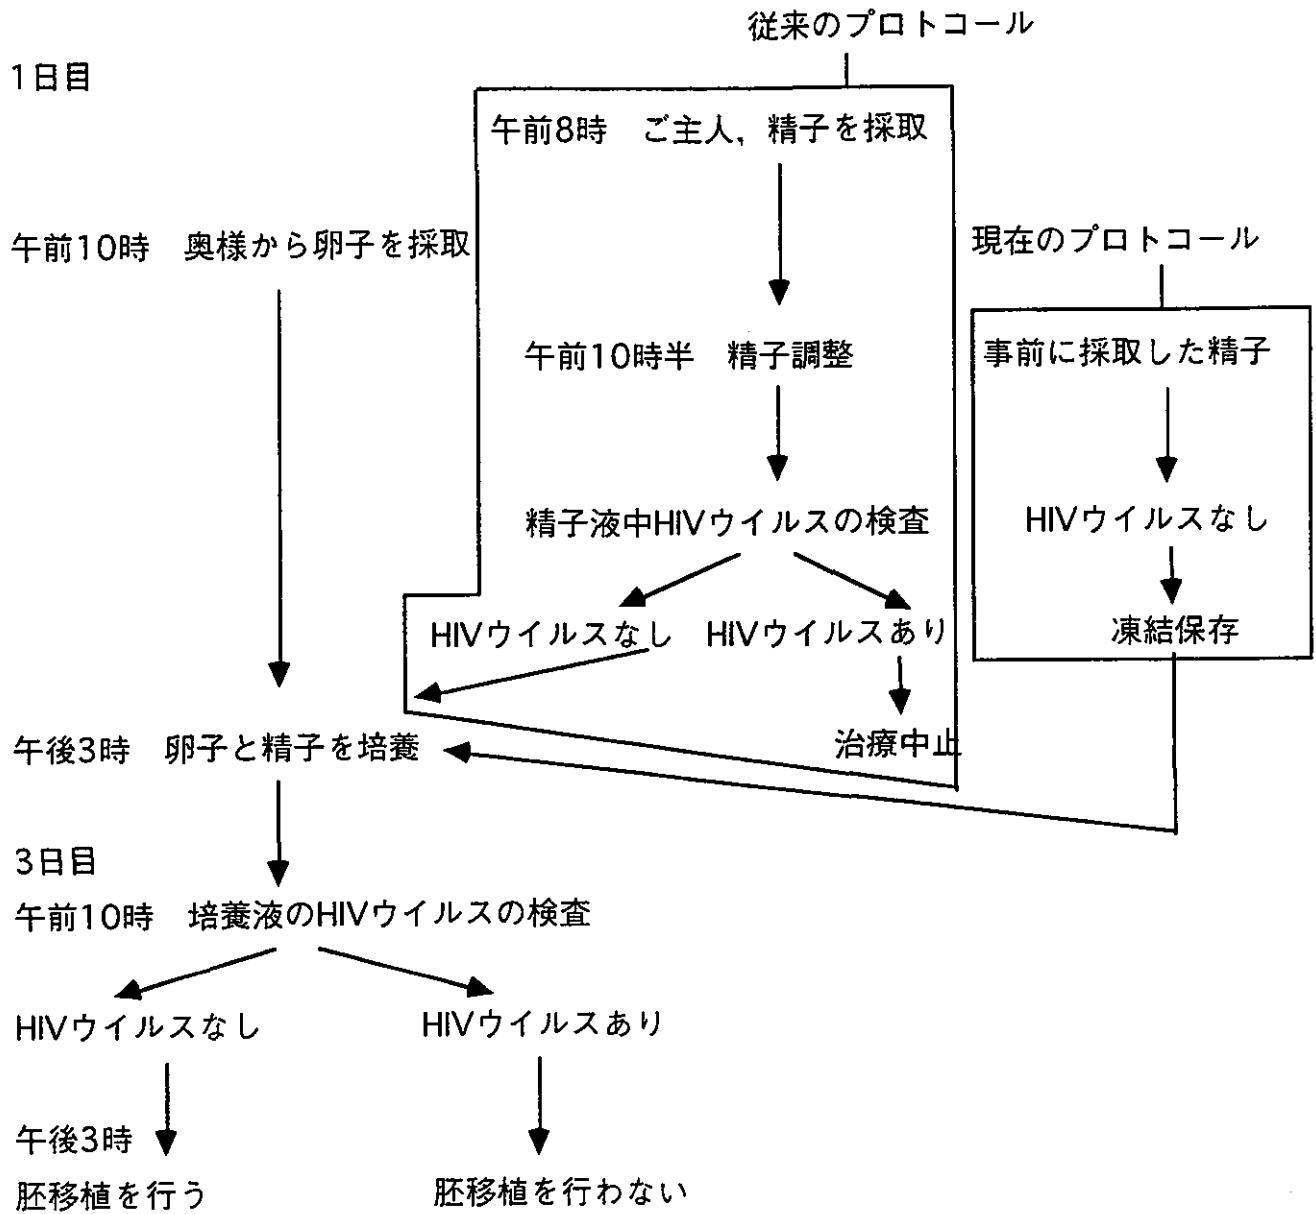 従来のプロトコール
1日目
午前8時　ご主人，精子を採取
午前10時　奥様から卵子を採取
現在のプロトコール
午前10時半　精子調整
事前に採取した精子
精子液中HIVウイルスの検査
HIVウイルスなし
HIVウイルスなし
HIVウイルスあり
凍結保存
午後3時　卵子と精子を培養
治療中止
3日目
午前10時　培養液のHIVウイルスの検査
HIVウイルスなし
HIVウイルスあり
午後3時
胚移植を行う
胚移植を行わない